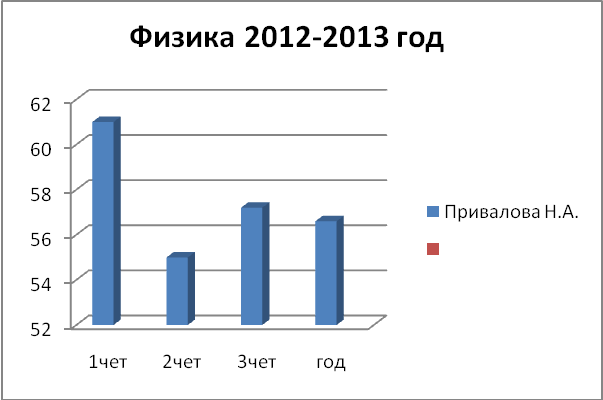 Физика 2012-2013 год
62
60
58
56
54
52
1чет 2чет 3чет год
Привалова Н.А.